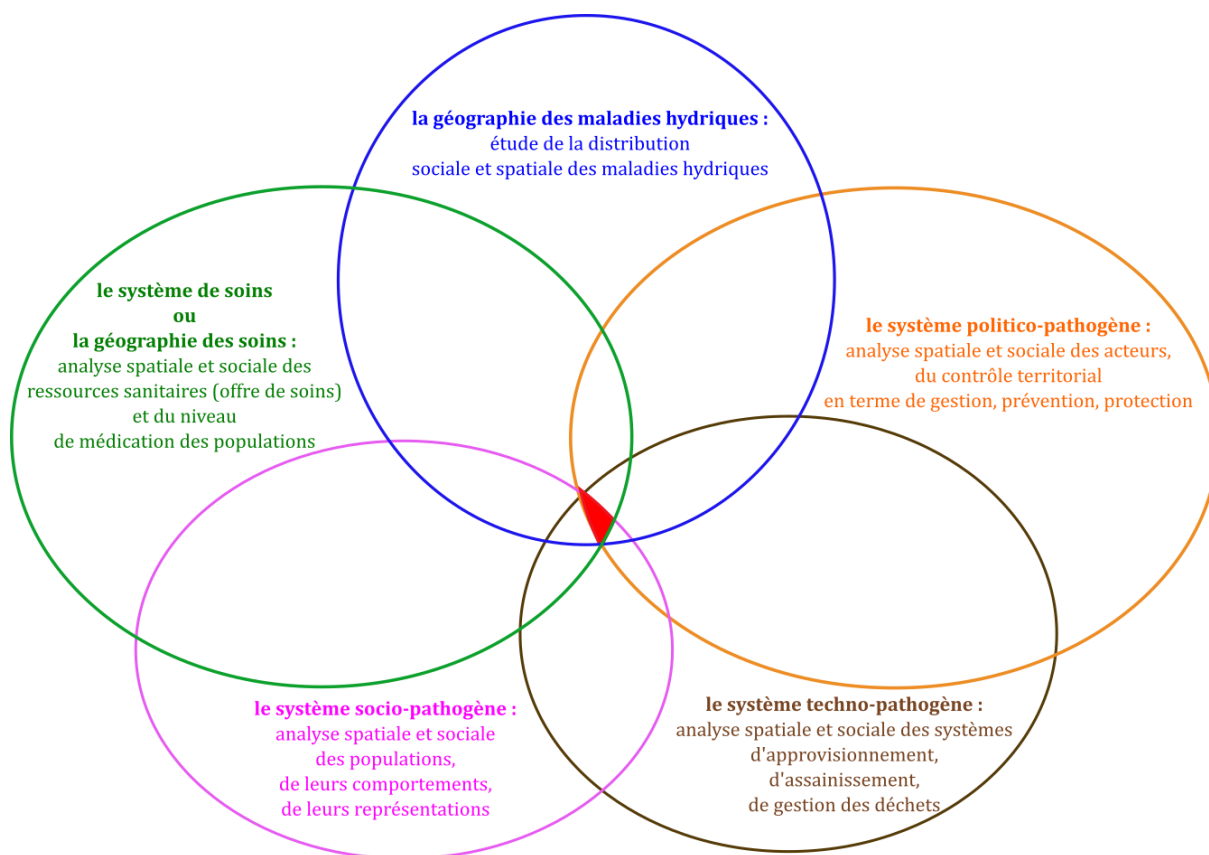 la géographie des maladies hydriques :
étude de la distribution
sociale et spatiale des maladies hydriques
le système de soins
ou
la géographie des soins :
analyse spatiale et sociale des
ressources sanitaires (offre de soins)
et du niveau
de médication des populations
le système politico-pathogène :
analyse spatiale et sociale des acteurs,
du contrôle territorial
en terme de gestion, prévention, protection
le système socio-pathogène :
analyse spatiale et sociale
des populations,
de leurs comportements,
de leurs représentations
le système techno-pathogène :
analyse spatiale et sociale des systèmes
d'approvisionnement,
d'assainissement,
de gestion des déchets